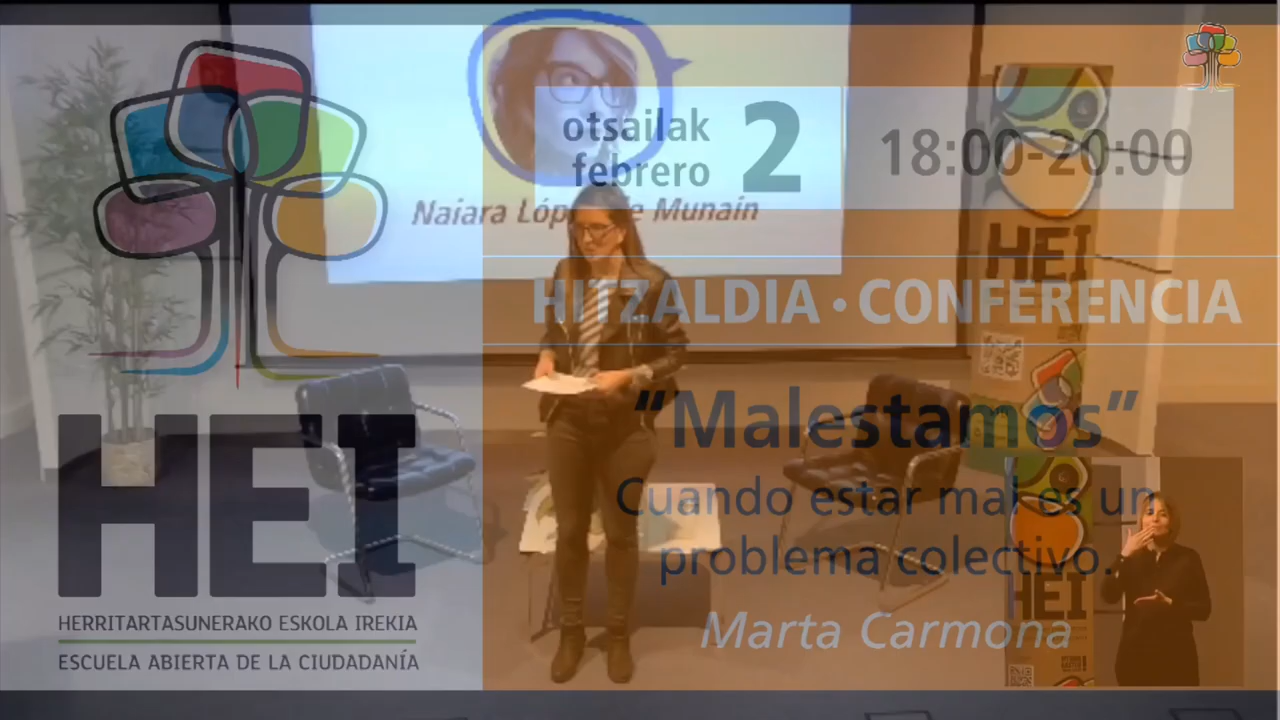 otsailak
febrero
2
18:00-20:00
Naiara López de Munain
HITZALDIA · CONFERENCIA
HEI
"Malestamos"
Cuando estar mal es un
problema colectivo.
Marta Carmona
HEI
HERRITARTASUNERAKO ESKOLA IREKIA
ESCUELA ABIERTA DE LA CIUDADANÍA
HEI